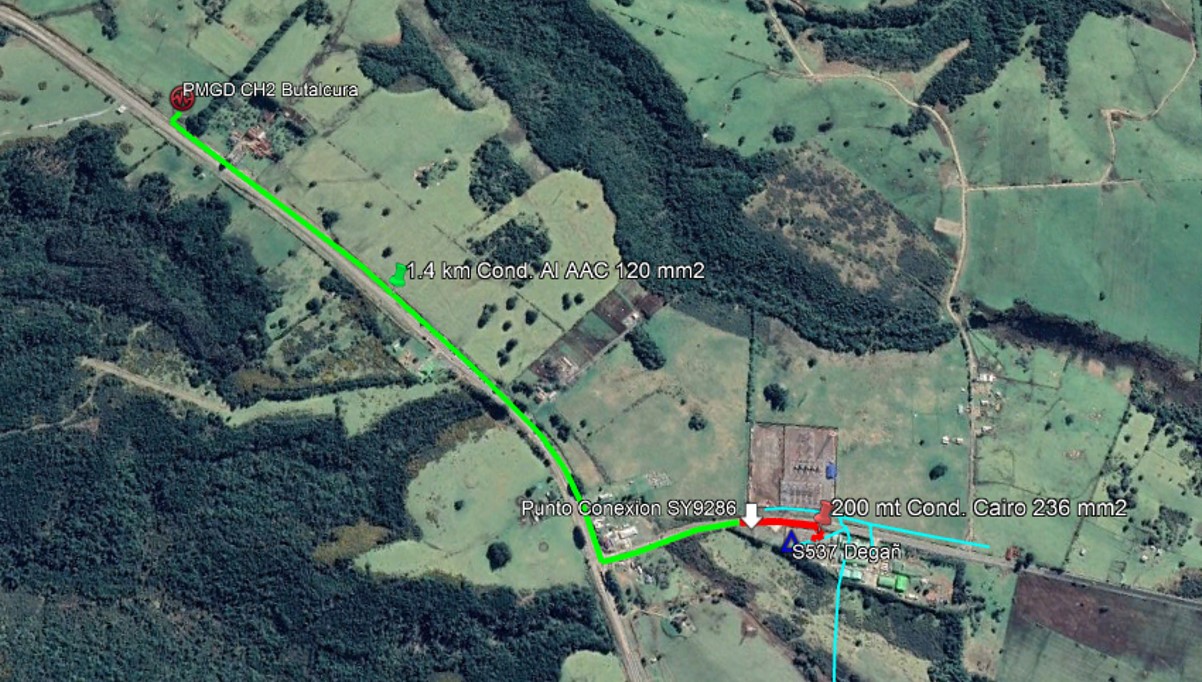 PMGD CH2 Butalcura
1.4 km Cond. Al AAC 120 mm2
Punto Conexion SY9286
200 mt Cond. Cairo 236 mm2
S537 Degañ